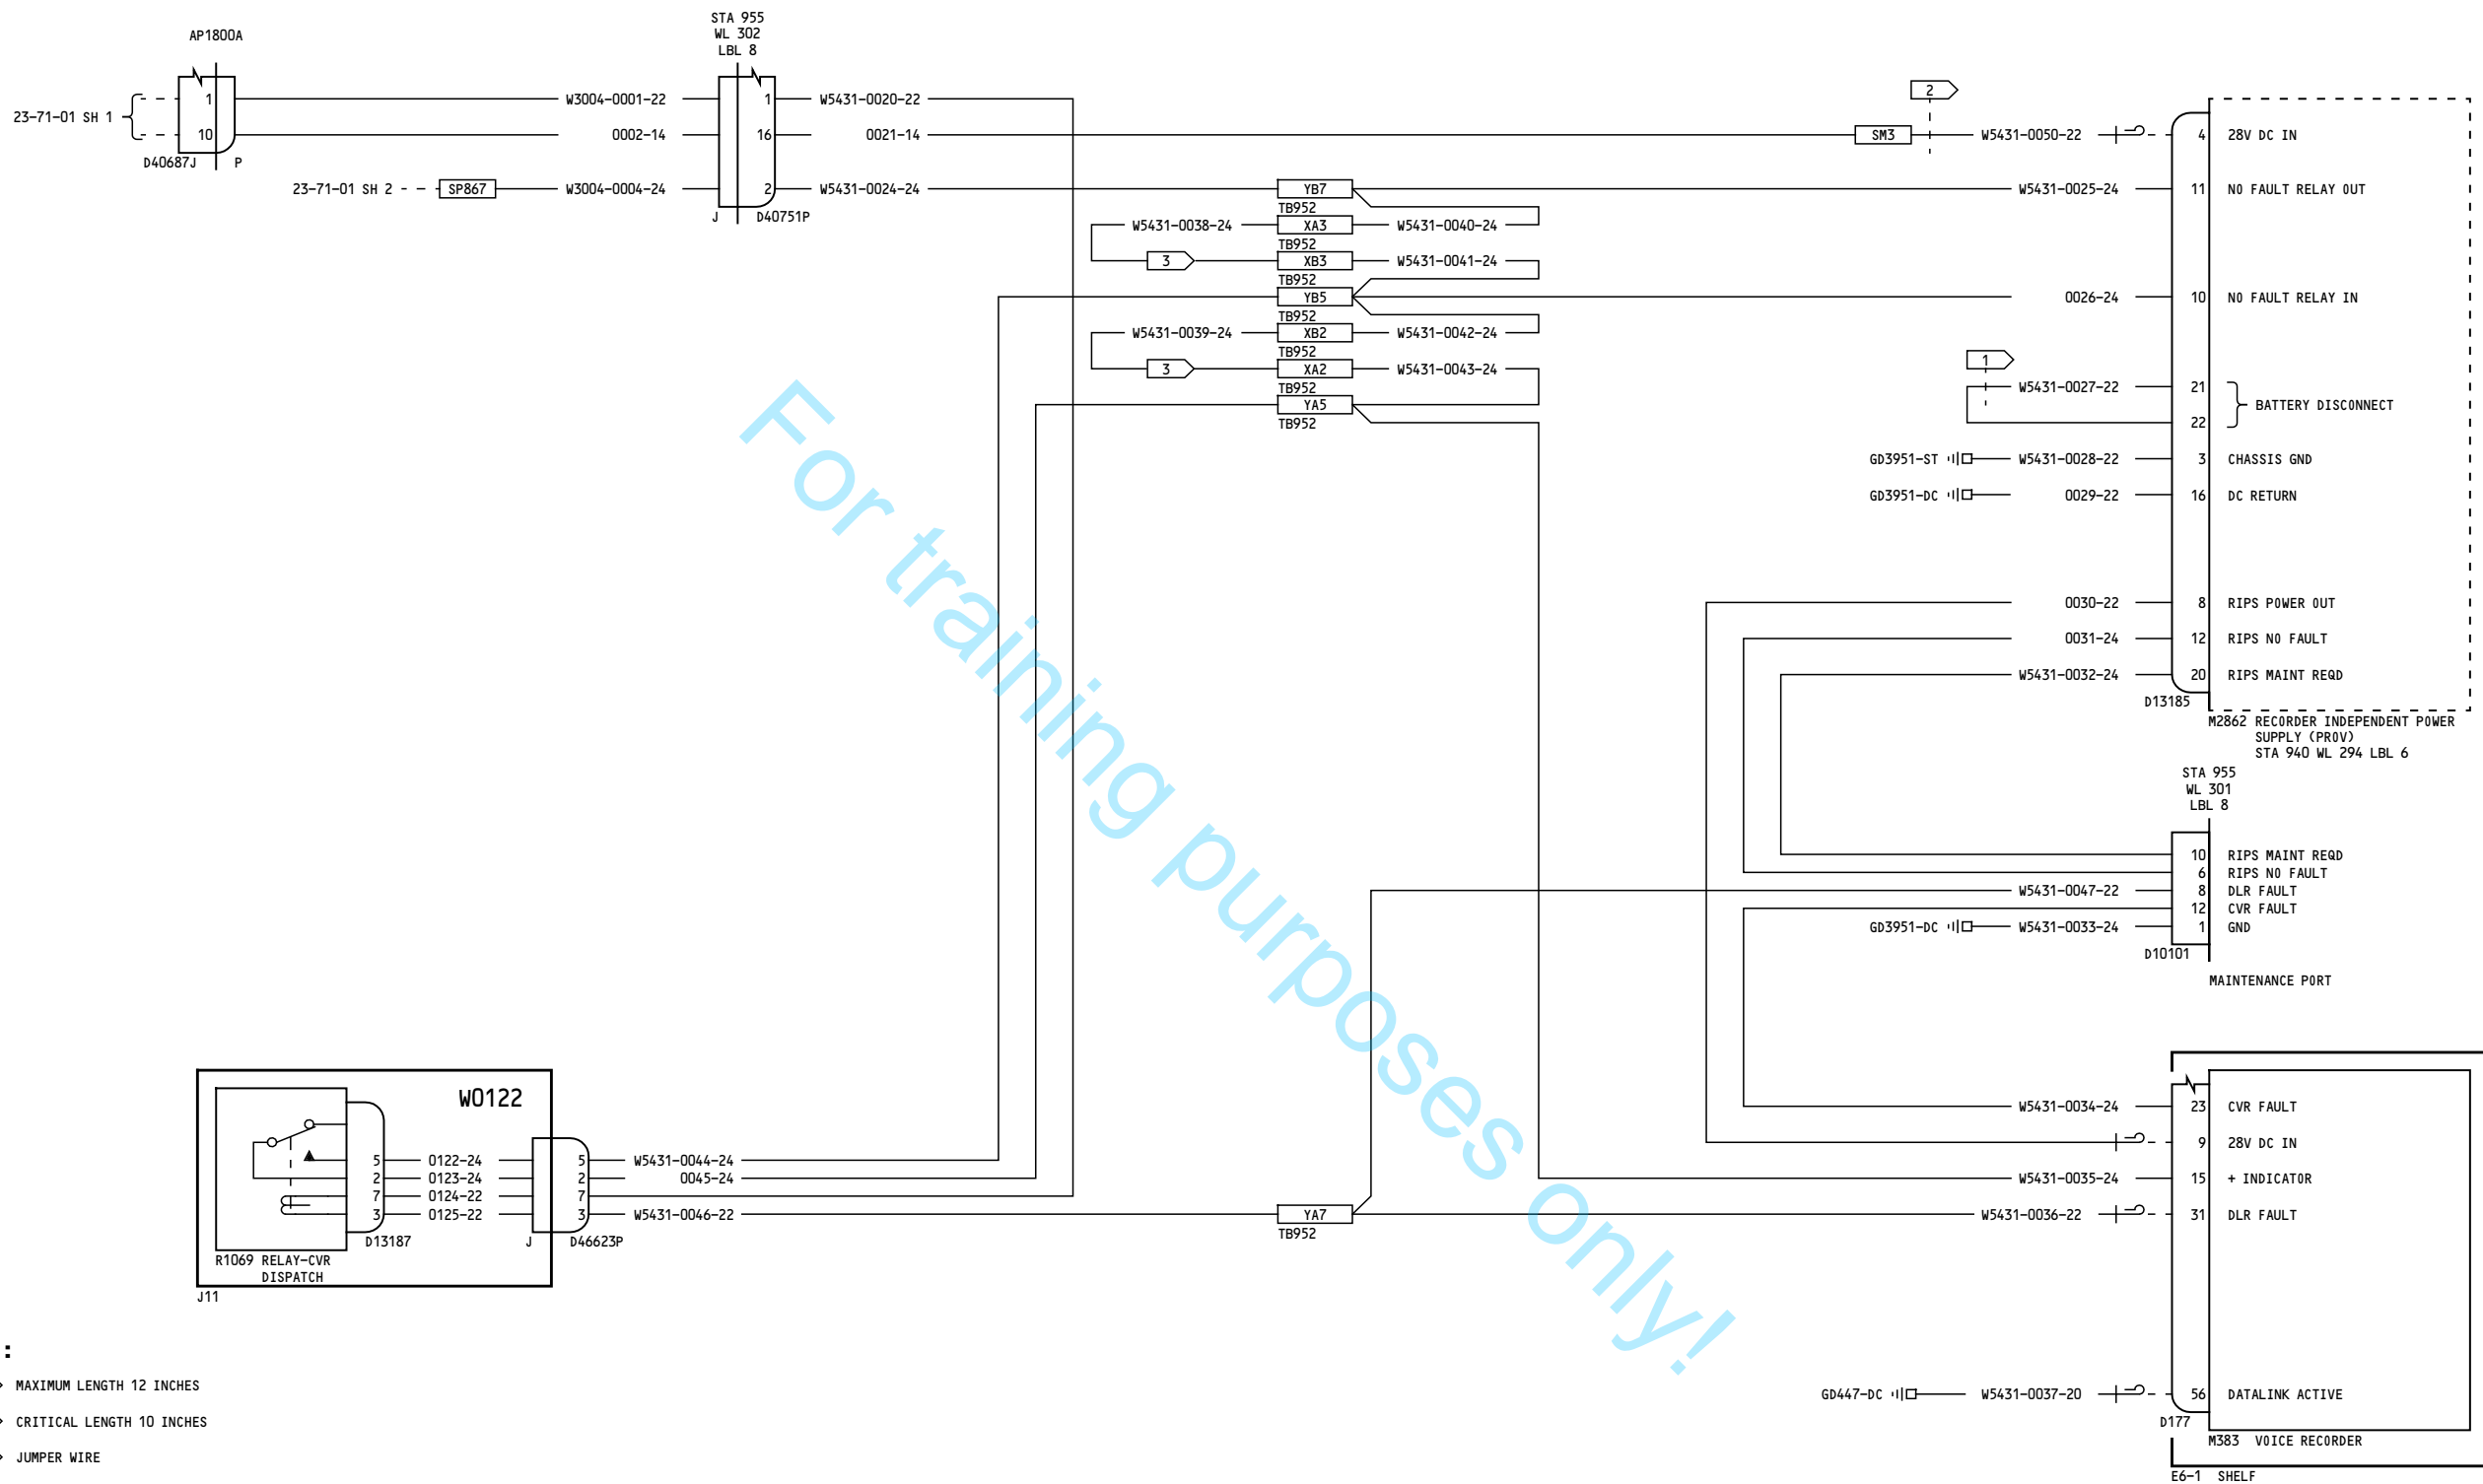 STA 955
WL 302
LBL 8
AP1800A
23-71-01 SH 1
1
10
D40687J P
W3004-0001-22
0002-14
23-71-01 SH 2
SP867
W3004-0004-24
1
16
2
J D40751P
W5431-0020-22
0021-14
W5431-0024-24
2
SM3
W5431-0050-22
4 28V DC IN
YB7
TB952
W5431-0025-24
11 NO FAULT RELAY OUT
W5431-0038-24
XA3
TB952
W5431-0040-24
3
XB3
TB952
W5431-0041-24
YB5
TB952
0026-24
10 NO FAULT RELAY IN
W5431-0039-24
XB2
TB952
W5431-0042-24
3
XA2
TB952
W5431-0043-24
YA5
TB952
1
W5431-0027-22
21
22
BATTERY DISCONNECT
GD3951-ST
W5431-0028-22
3 CHASSIS GND
GD3951-DC
0029-22
16 DC RETURN
0030-22
8 RIPS POWER OUT
0031-24
12 RIPS NO FAULT
W5431-0032-24
20 RIPS MAINT REQD
D13185
M2862 RECORDER INDEPENDENT POWER
SUPPLY (PROV)
STA 940 WL 294 LBL 6
STA 955
WL 301
LBL 8
10 RIPS MAINT REQD
6 RIPS NO FAULT
W5431-0047-22
8 DLR FAULT
12 CVR FAULT
GD3951-DC
W5431-0033-24
1 GND
D10101
MAINTENANCE PORT
W0122
5 0122-24
2 0123-24
7 0124-22
3 0125-22
D13187
R1069 RELAY-CVR
DISPATCH
J11
5 W5431-0044-24
2 0045-24
7
3 W5431-0046-22
J D46623P
YA7
TB952
W5431-0034-24
23 CVR FAULT
9 28V DC IN
W5431-0035-24
15 + INDICATOR
W5431-0036-22
31 DLR FAULT
GD447-DC
W5431-0037-20
56 DATALINK ACTIVE
D177
M383 VOICE RECORDER
E6-1 SHELF
:
MAXIMUM LENGTH 12 INCHES
CRITICAL LENGTH 10 INCHES
JUMPER WIRE
For training purposes only!